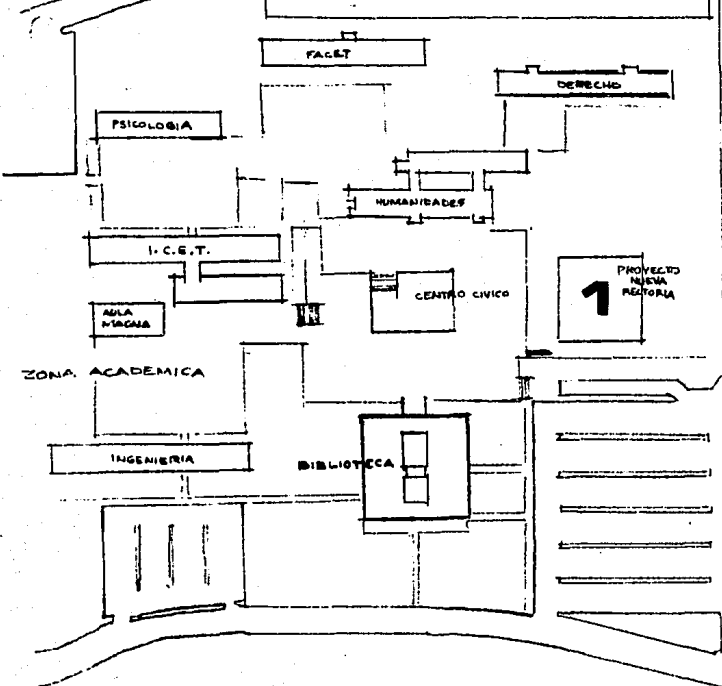 FACET
DERECHO
PSICOLOGIA
HUMANIDADES
I.C.E.T.
PROYECTO
NUEVA
RECTORIA
1
CENTRO CIVICO
AULA
MAGNA
ZONA ACADEMICA
INGENIERIA
BIBLIOTECA